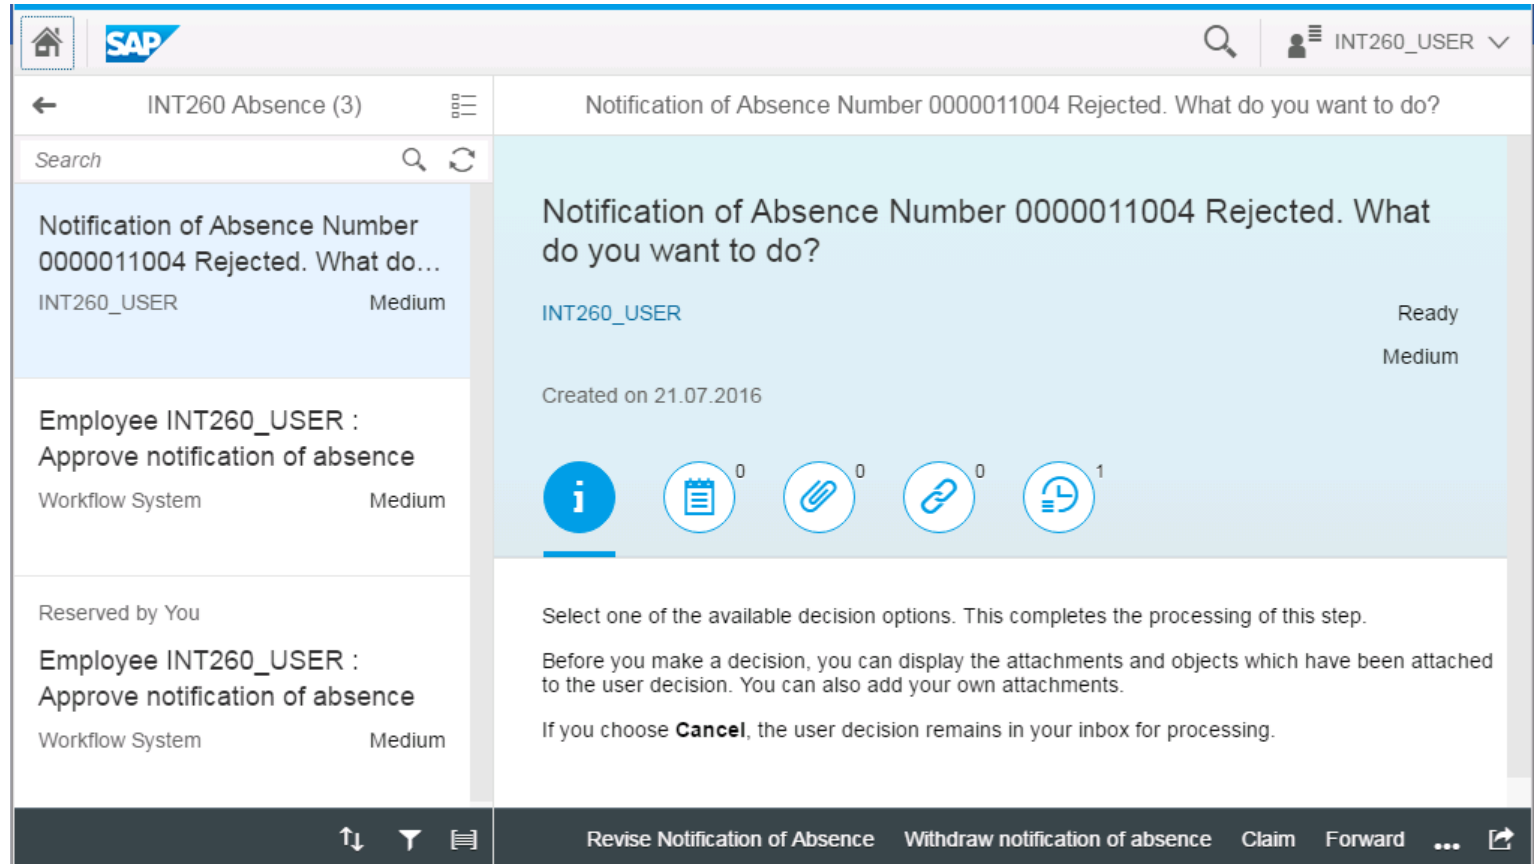 SAP
INT260_USER
INT260 Absence (3)
Notification of Absence Number 0000011004 Rejected. What do you want to do?
Search
Notification of Absence Number
0000011004 Rejected. What do...
INT260_USER Medium
Employee INT260_USER :
Approve notification of absence
Workflow System Medium
Reserved by You
Employee INT260_USER :
Approve notification of absence
Workflow System Medium
Notification of Absence Number 0000011004 Rejected. What
do you want to do?
INT260_USER Ready
Medium
Created on 21.07.2016
i 0 0 0 1
Select one of the available decision options. This completes the processing of this step.
Before you make a decision, you can display the attachments and objects which have been attached
to the user decision. You can also add your own attachments.
If you choose Cancel, the user decision remains in your inbox for processing.
Revise Notification of Absence Withdraw notification of absence Claim Forward ...